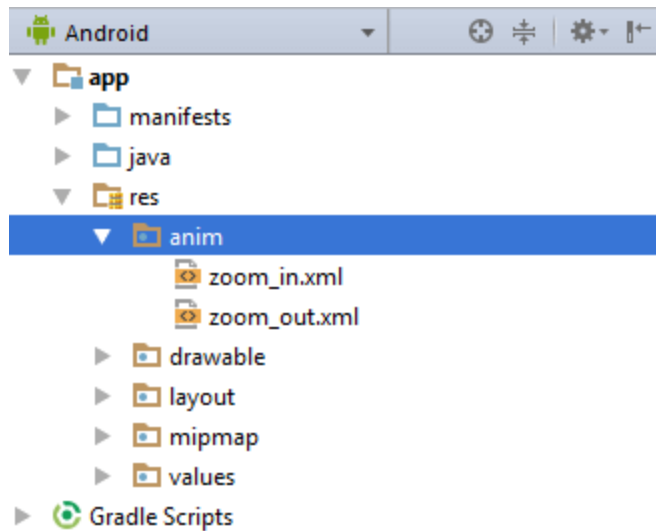 Android
app
manifests
java
res
anim
zoom_in.xml
zoom_out.xml
drawable
layout
mipmap
values
Gradle Scripts